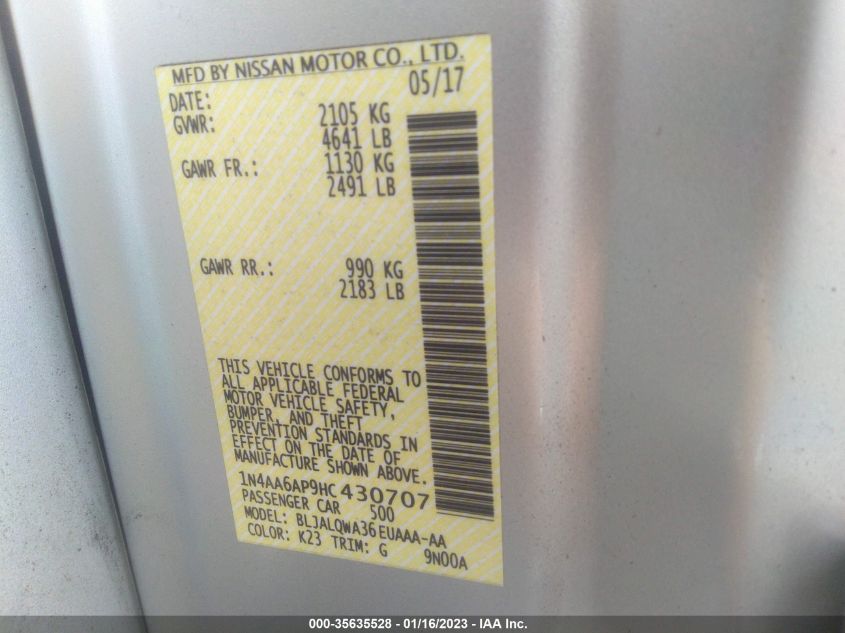 MFD BY NISSAN MOTOR CO., LTD.
DATE: 05/17
GVWR: 2105 KG
4641 LB
GAWR FR.: 1130 KG
2491 LB
GAWR RR.: 990 KG
2183 LB
THIS VEHICLE CONFORMS TO
ALL APPLICABLE FEDERAL
MOTOR VEHICLE SAFETY,
BUMPER, AND THEFT
PREVENTION STANDARDS IN
EFFECT ON THE DATE OF
MANUFACTURE SHOWN ABOVE.
1N4AA6AP9HC430707
PASSENGER CAR 500
MODEL: BLJALQWA36EUAAA-AA
COLOR: K23 TRIM: G 9N00A
000-35635528 - 01/16/2023 - IAA Inc.